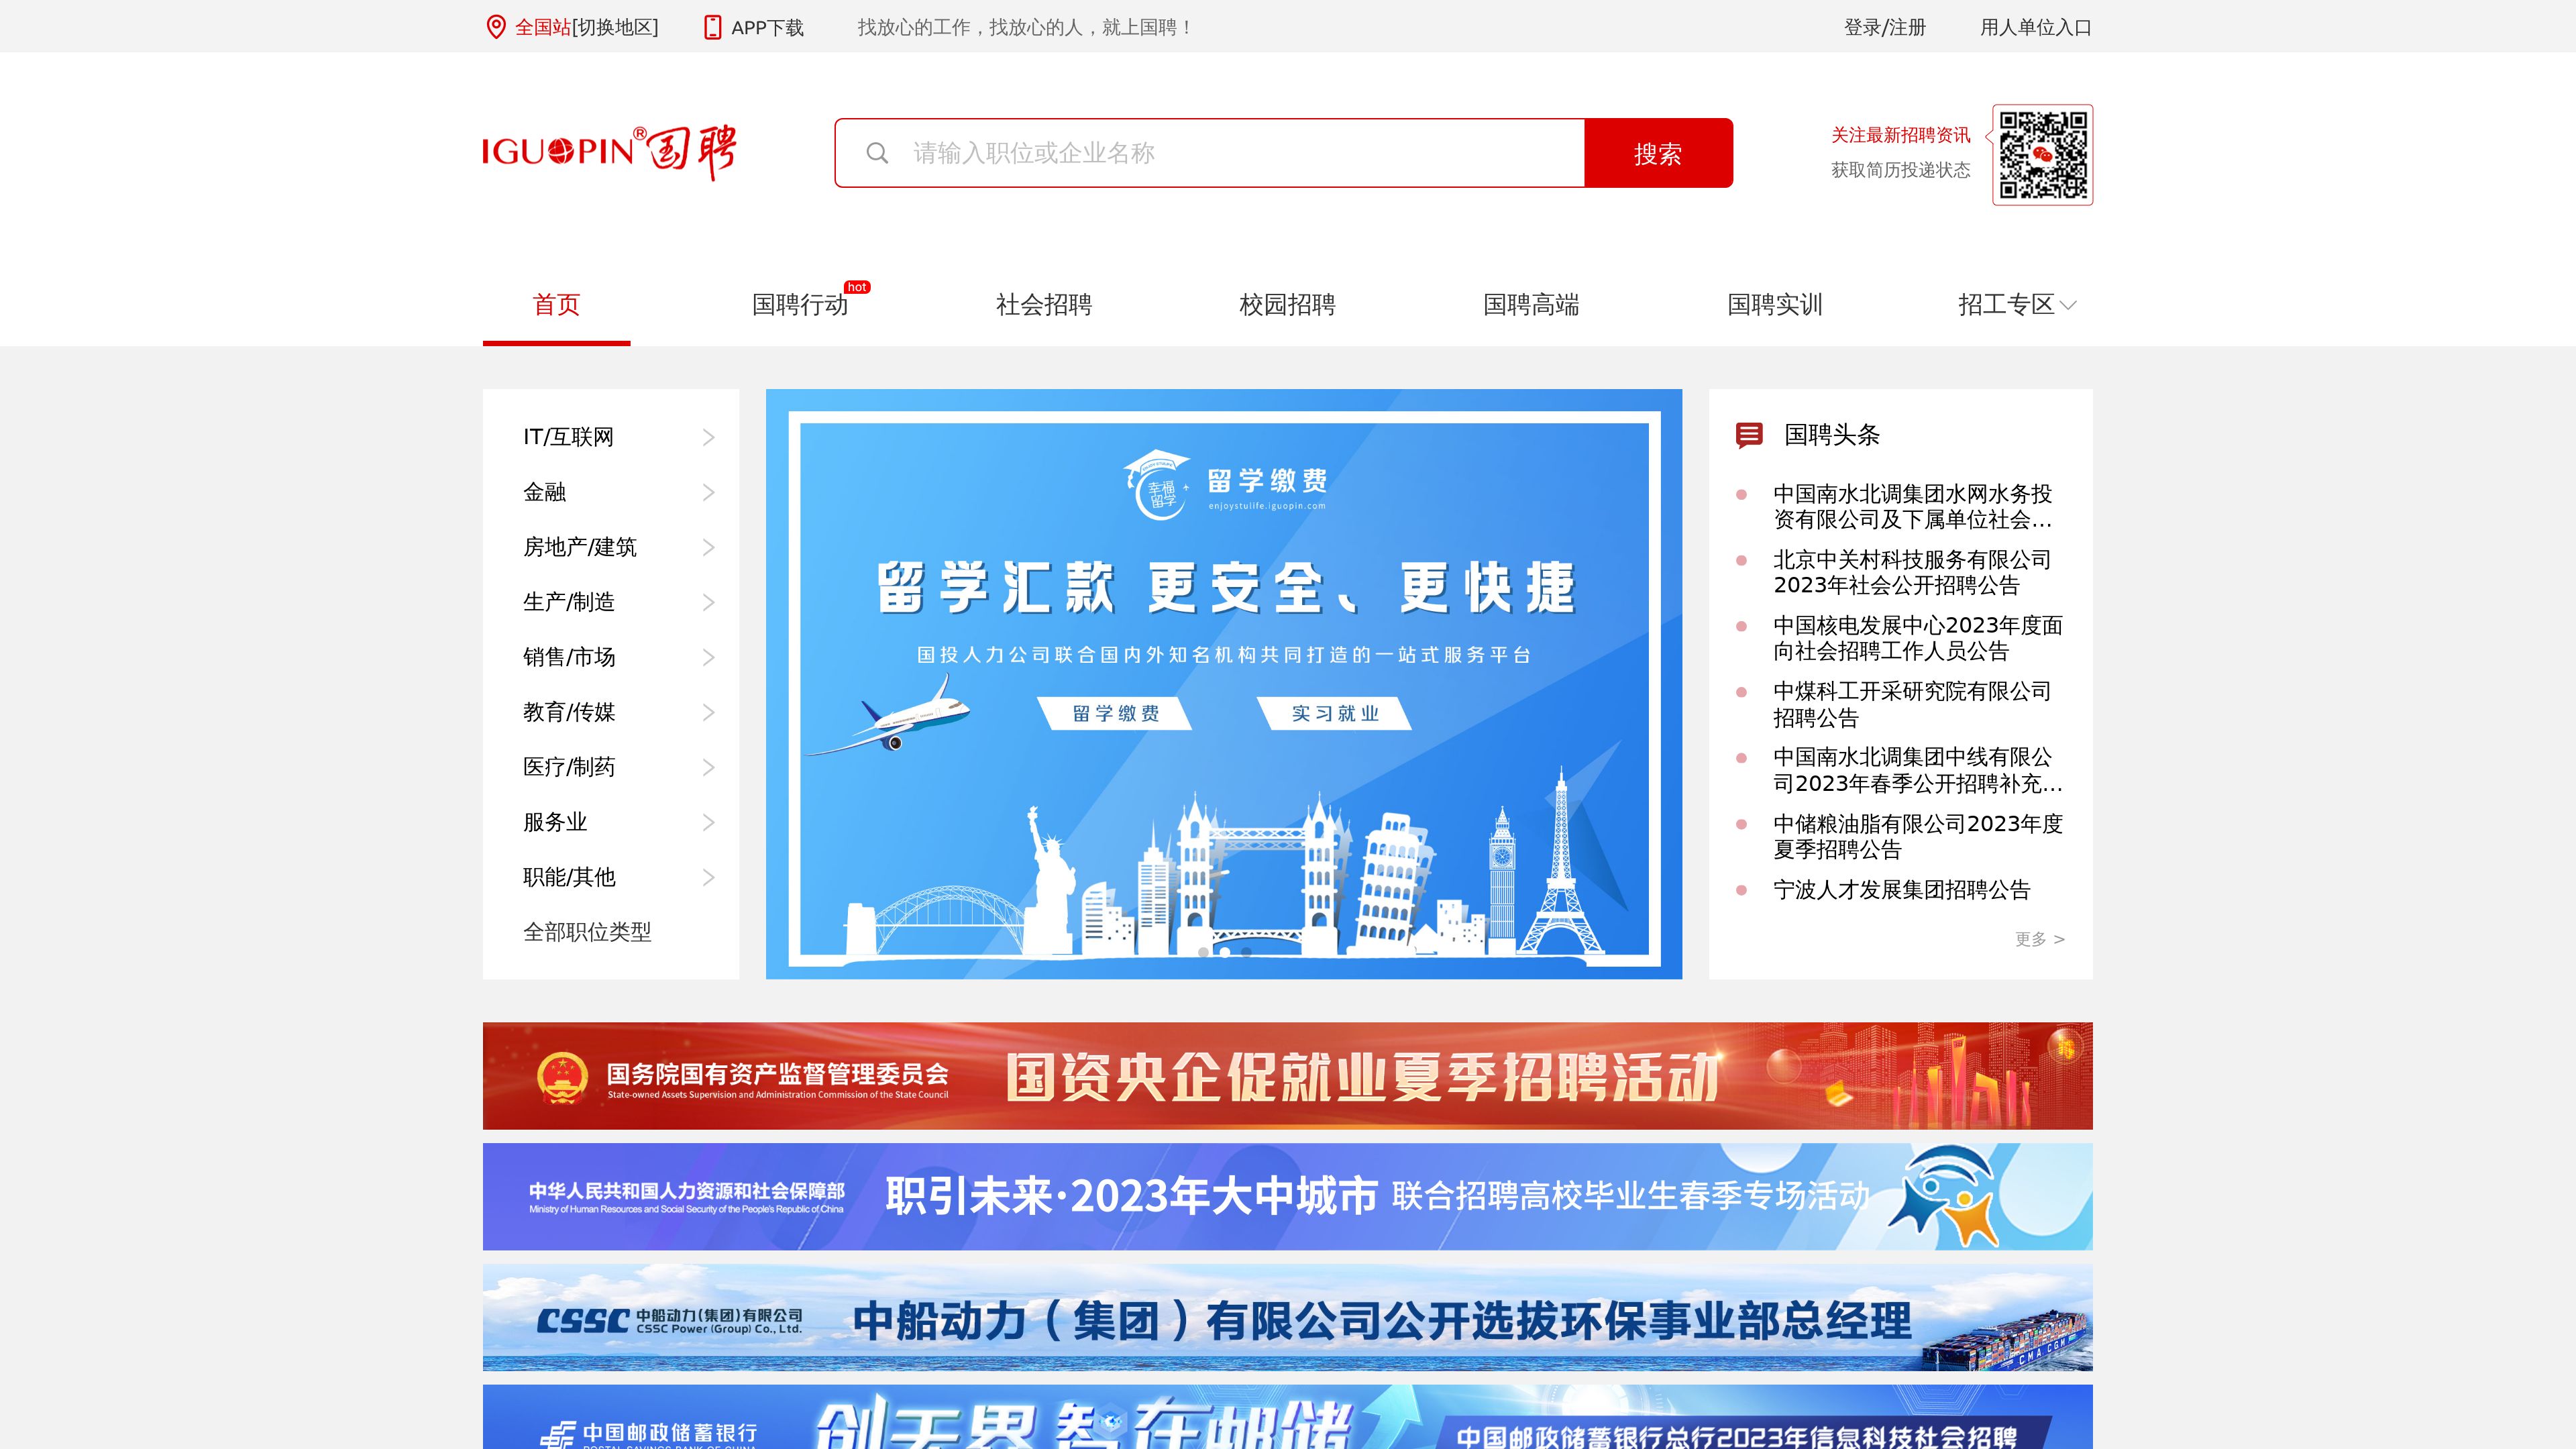 全国站[切换地区]
APP下载
找放心的工作，找放心的人，就上国聘！
登录/注册
用人单位入口
IGUOPIN®国聘
请输入职位或企业名称
搜索
关注最新招聘资讯
获取简历投递状态
首页
国聘行动
hot
社会招聘
校园招聘
国聘高端
国聘实训
招工专区
IT/互联网
金融
房地产/建筑
生产/制造
销售/市场
教育/传媒
医疗/制药
服务业
职能/其他
全部职位类型
幸福
留学
留学缴费
enjoystulife.iguopin.com
留学汇款 更安全、更快捷
国投人力公司联合国内外知名机构共同打造的一站式服务平台
留学缴费
实习就业
国聘头条
中国南水北调集团水网水务投
资有限公司及下属单位社会...
北京中关村科技服务有限公司
2023年社会公开招聘公告
中国核电发展中心2023年度面
向社会招聘工作人员公告
中煤科工开采研究院有限公司
招聘公告
中国南水北调集团中线有限公
司2023年春季公开招聘补充...
中储粮油脂有限公司2023年度
夏季招聘公告
宁波人才发展集团招聘公告
更多 >
国务院国有资产监督管理委员会
State-owned Assets Supervision and Administration Commission of the State Council
国资央企促就业夏季招聘活动
中华人民共和国人力资源和社会保障部
Ministry of Human Resources and Social Security of the People's Republic of China
职引未来·2023年大中城市 联合招聘高校毕业生春季专场活动
CSSC 中船动力(集团)有限公司
CSSC Power (Group) Co., Ltd.
中船动力（集团）有限公司公开选拔环保事业部总经理
CMA CGM
中国邮政储蓄银行
POSTAL SAVINGS BANK OF CHINA
创无界 智在邮储
中国邮政储蓄银行总行2023年信息科技社会招聘